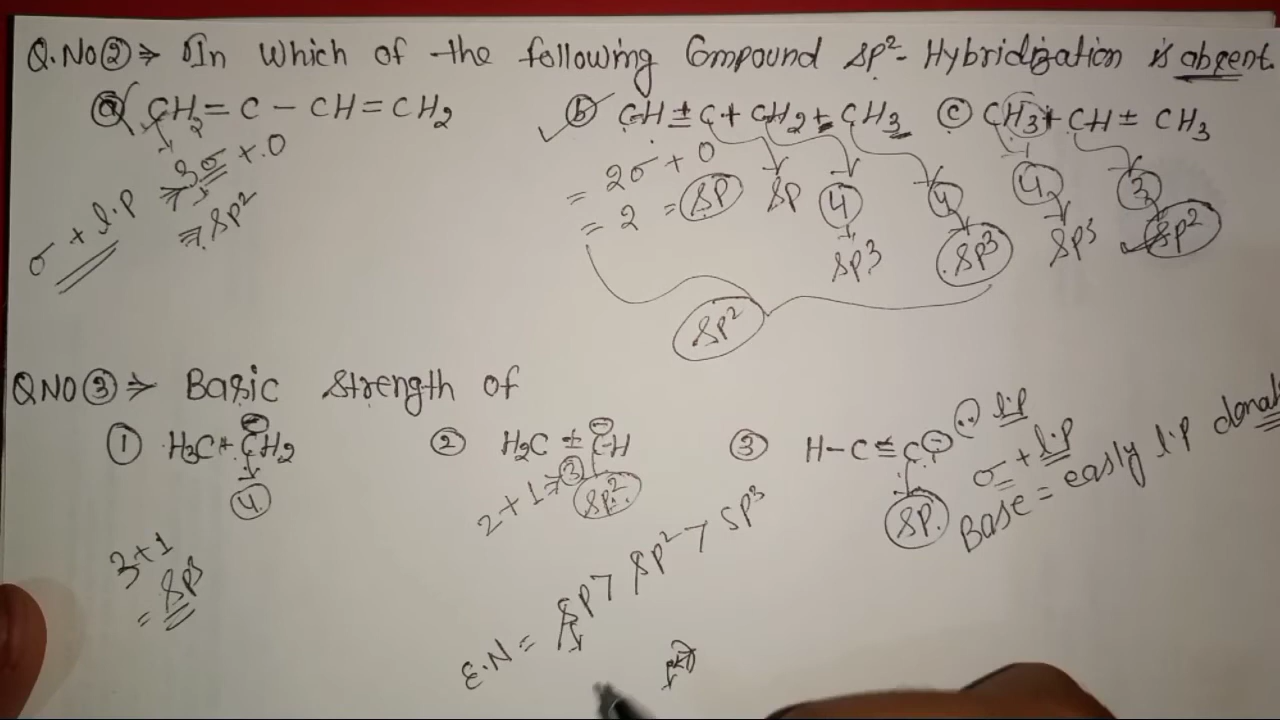 Q.NO② ⇒ In Which of the following Compound SP²- Hybridization is absent.
ⓐ CH₂ = C - CH = CH₂ ⓑ CH ≡ C - CH₂ - CH₃ ⓒ CH₃ - CH = CH₃
σ + l.p ⇒ 3σ + 0
⇒ SP²
= 2σ + 0
= 2 = SP SP 4 4 4 3
SP³ SP³ SP³ SP²
SP²
QNO③ ⇒ Basic Strength of
① H₃C - C̄H₂ ② H₂C = C̄H ③ H-C ≡ C⊖ l.p
4 2+1 ⇒ 3 SP² SP σ + l.p
3+1
= SP³
Base = easly l.p donat
E.N = SP > SP² > SP³